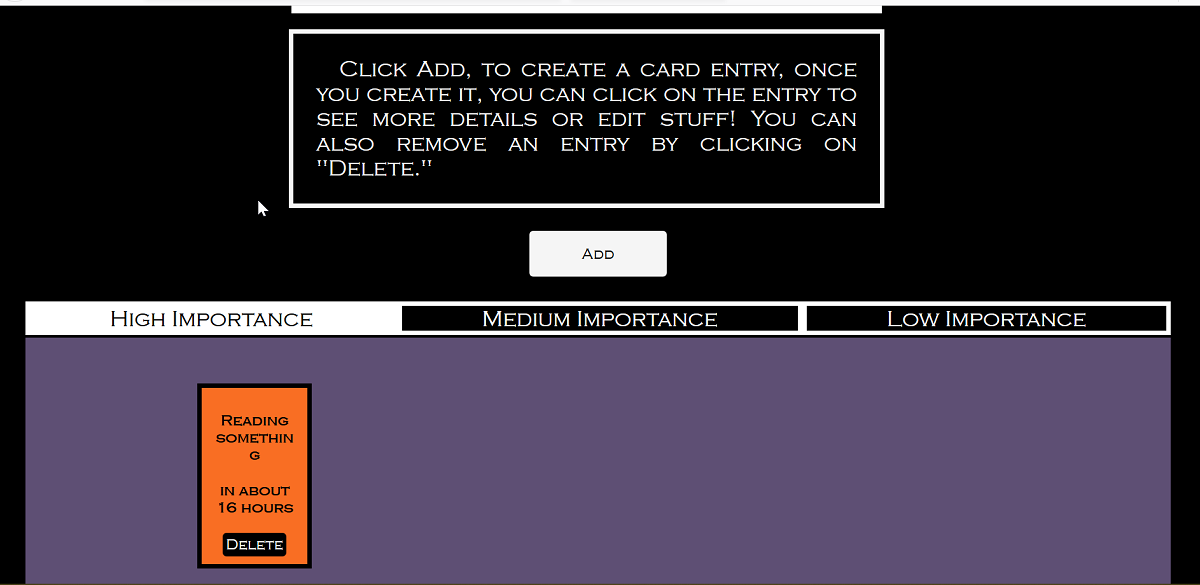 Click Add, to create a card entry, once
you create it, you can click on the entry to
see more details or edit stuff! You can
also remove an entry by clicking on
"Delete."
Add
High Importance
Medium Importance
Low Importance
Reading
somethin
g
in about
16 hours
Delete